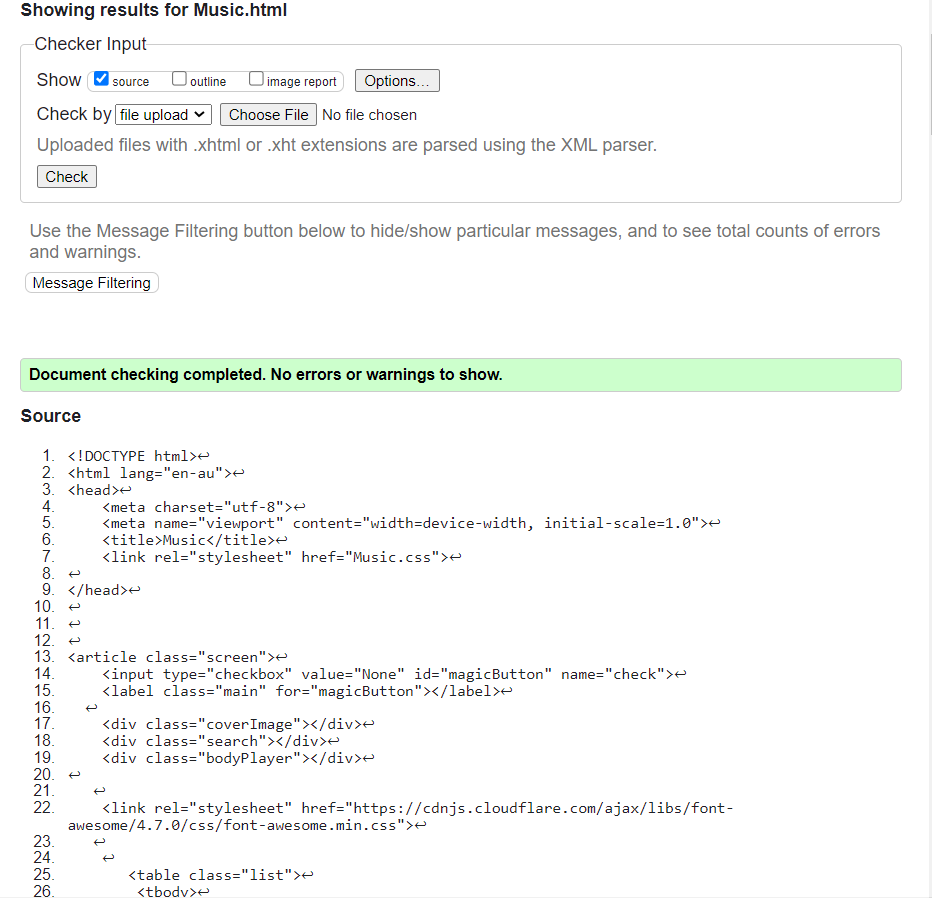 Showing results for Music.html
Checker Input
Show source outline image report Options...
Check by file upload Choose File No file chosen
Uploaded files with .xhtml or .xht extensions are parsed using the XML parser.
Check
Use the Message Filtering button below to hide/show particular messages, and to see total counts of errors
and warnings.
Message Filtering
Document checking completed. No errors or warnings to show.
Source
1. <!DOCTYPE html>↩
2. <html lang="en-au">↩
3. <head>↩
4. <meta charset="utf-8">↩
5. <meta name="viewport" content="width=device-width, initial-scale=1.0">↩
6. <title>Music</title>↩
7. <link rel="stylesheet" href="Music.css">↩
8. ↩
9. </head>↩
10. ↩
11. ↩
12. ↩
13. <article class="screen">↩
14. <input type="checkbox" value="None" id="magicButton" name="check">↩
15. <label class="main" for="magicButton"></label>↩
16. ↩
17. <div class="coverImage"></div>↩
18. <div class="search"></div>↩
19. <div class="bodyPlayer"></div>↩
20. ↩
21. ↩
22. <link rel="stylesheet" href="https://cdnjs.cloudflare.com/ajax/libs/font-
awesome/4.7.0/css/font-awesome.min.css">↩
23. ↩
24. ↩
25. <table class="list">↩
26. <tbody>↩